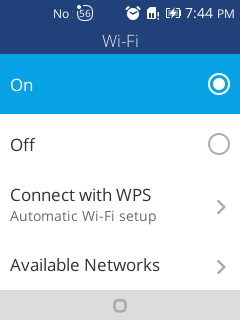 No 56 7:44 PM
Wi-Fi
On
Off
Connect with WPS
Automatic Wi-Fi setup
Available Networks